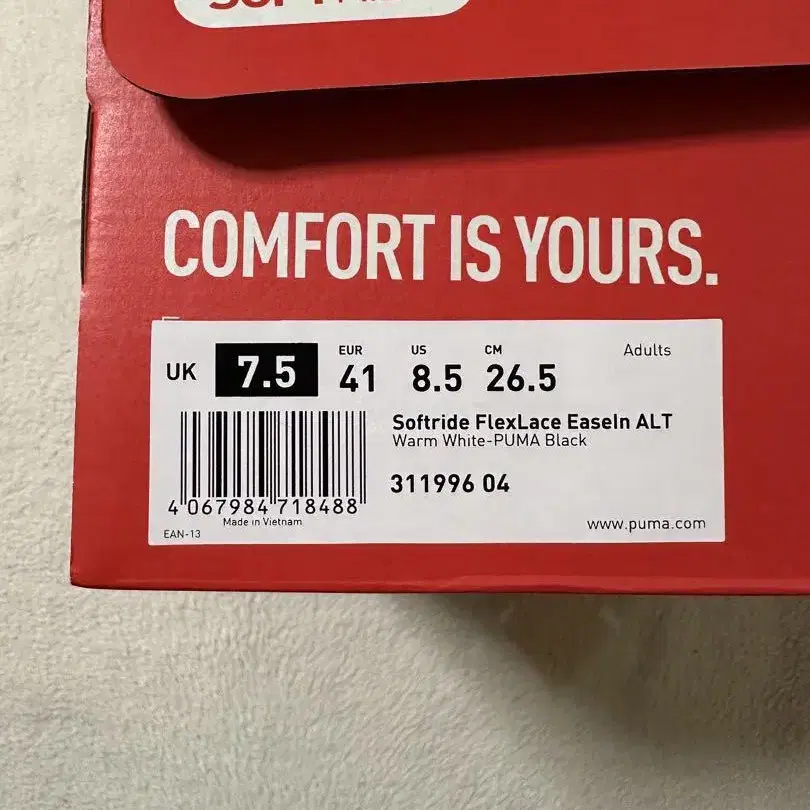 COMFORT IS YOURS.
UK 7.5 EUR 41 US 8.5 CM 26.5 Adults
Softride FlexLace EaseIn ALT
Warm White-PUMA Black
311996 04
4 067984 718488
Made in Vietnam
EAN-13
www.puma.com